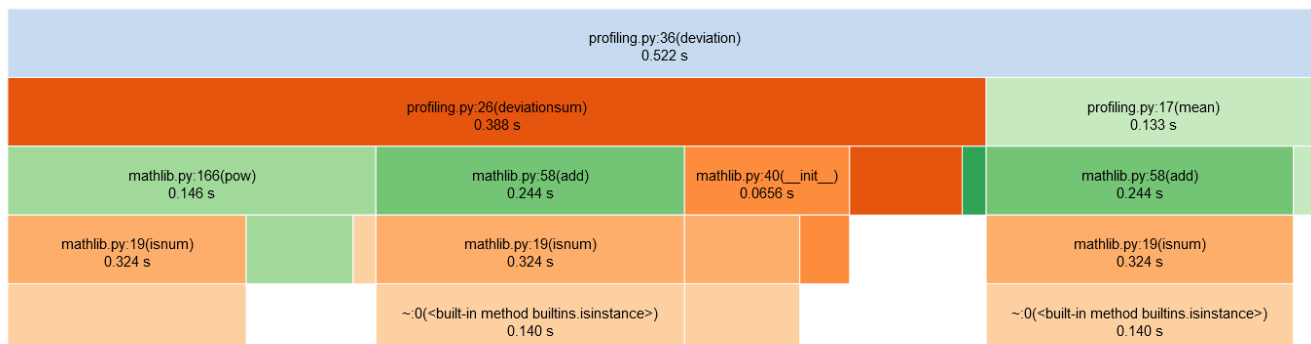 profiling.py:36(deviation)
0.522 s
profiling.py:26(deviationsum)
0.388 s
profiling.py:17(mean)
0.133 s
mathlib.py:166(pow)
0.146 s
mathlib.py:58(add)
0.244 s
mathlib.py:40(__init__)
0.0656 s
mathlib.py:58(add)
0.244 s
mathlib.py:19(isnum)
0.324 s
mathlib.py:19(isnum)
0.324 s
mathlib.py:19(isnum)
0.324 s
~:0(<built-in method builtins.isinstance>)
0.140 s
~:0(<built-in method builtins.isinstance>)
0.140 s